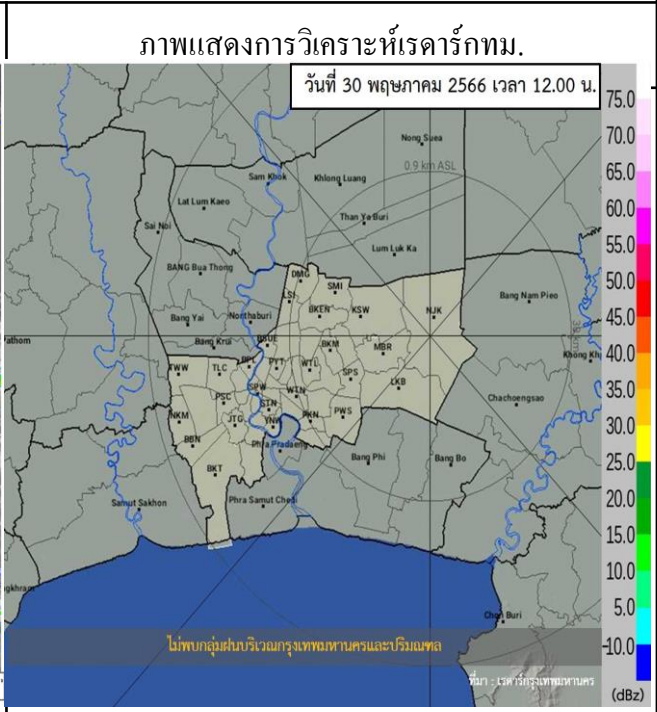 ภาพแสดงการวิเคราะห์เรดาร์กทม.
วันที่ 30 พฤษภาคม 2566 เวลา 12.00 น.
75.0
70.0
65.0
60.0
55.0
50.0
45.0
40.0
35.0
30.0
25.0
20.0
15.0
10.0
5.0
-10.0
(dBz)
Nong Suea
0.9 km ASL
Sam Khok
Khlong Luang
Lat Lum Kaeo
Than Ya Buri
Sai Noi
Lum Luk Ka
BANG Bua Thong
DMG
SMI
LSI
Bang Nam Pieo
BKEN
KSW
NJK
Bang Yai
Northaburi
Pathom
Bang Krui
BSUE
BKM
MBR
TWW
TLC
BPL
PYT
WTL
SPS
LKB
PSC
SPW
WTN
Chachoengsao
NKM
JTG
STN
YNW
PKN
PWS
BBN
Phra Pradaeng
BKT
Bang Phi
Bang Bo
Samut Sakhon
Phra Samut Chedi
Chon Buri
ไม่พบกลุ่มฝนบริเวณกรุงเทพมหานครและปริมณฑล
ที่มา : เรดาร์กรุงเทพมหานคร